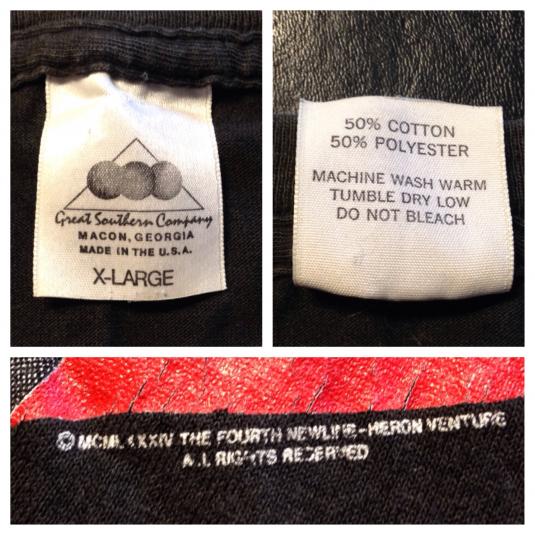 Great Southern Company
MACON, GEORGIA
MADE IN THE U.S.A.
X-LARGE
50% COTTON
50% POLYESTER
MACHINE WASH WARM
TUMBLE DRY LOW
DO NOT BLEACH
© MCMLXXXIV THE FOURTH NEWLINE-HERON VENTURE
ALL RIGHTS RESERVED